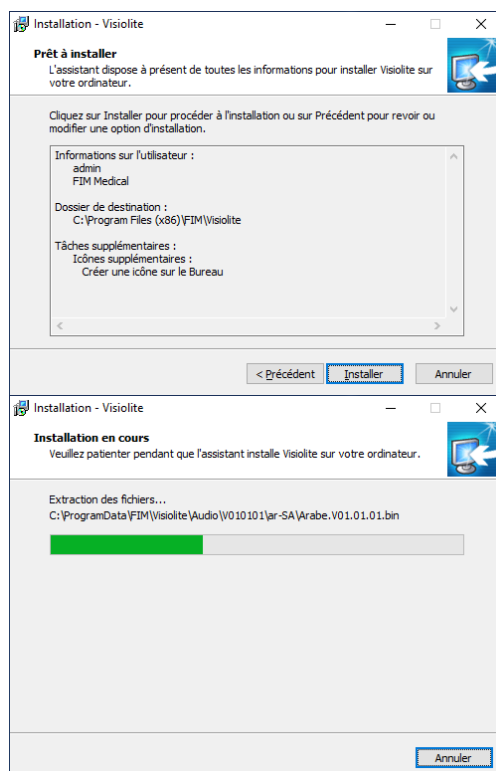 Installation - Visiolite
Prêt à installer
L'assistant dispose à présent de toutes les informations pour installer Visiolite sur
votre ordinateur.
Cliquez sur Installer pour procéder à l'installation ou sur Précédent pour revoir ou
modifier une option d'installation.
Informations sur l'utilisateur :
admin
FIM Medical
Dossier de destination :
C:\Program Files (x86)\FIM\Visiolite
Tâches supplémentaires :
Icônes supplémentaires :
Créer une icône sur le Bureau
< Précédent Installer Annuler
Installation - Visiolite
Installation en cours
Veuillez patienter pendant que l'assistant installe Visiolite sur votre ordinateur.
Extraction des fichiers...
C:\ProgramData\FIM\Visiolite\Audio\V010101\ar-SA\Arabe.V01.01.01.bin
Annuler